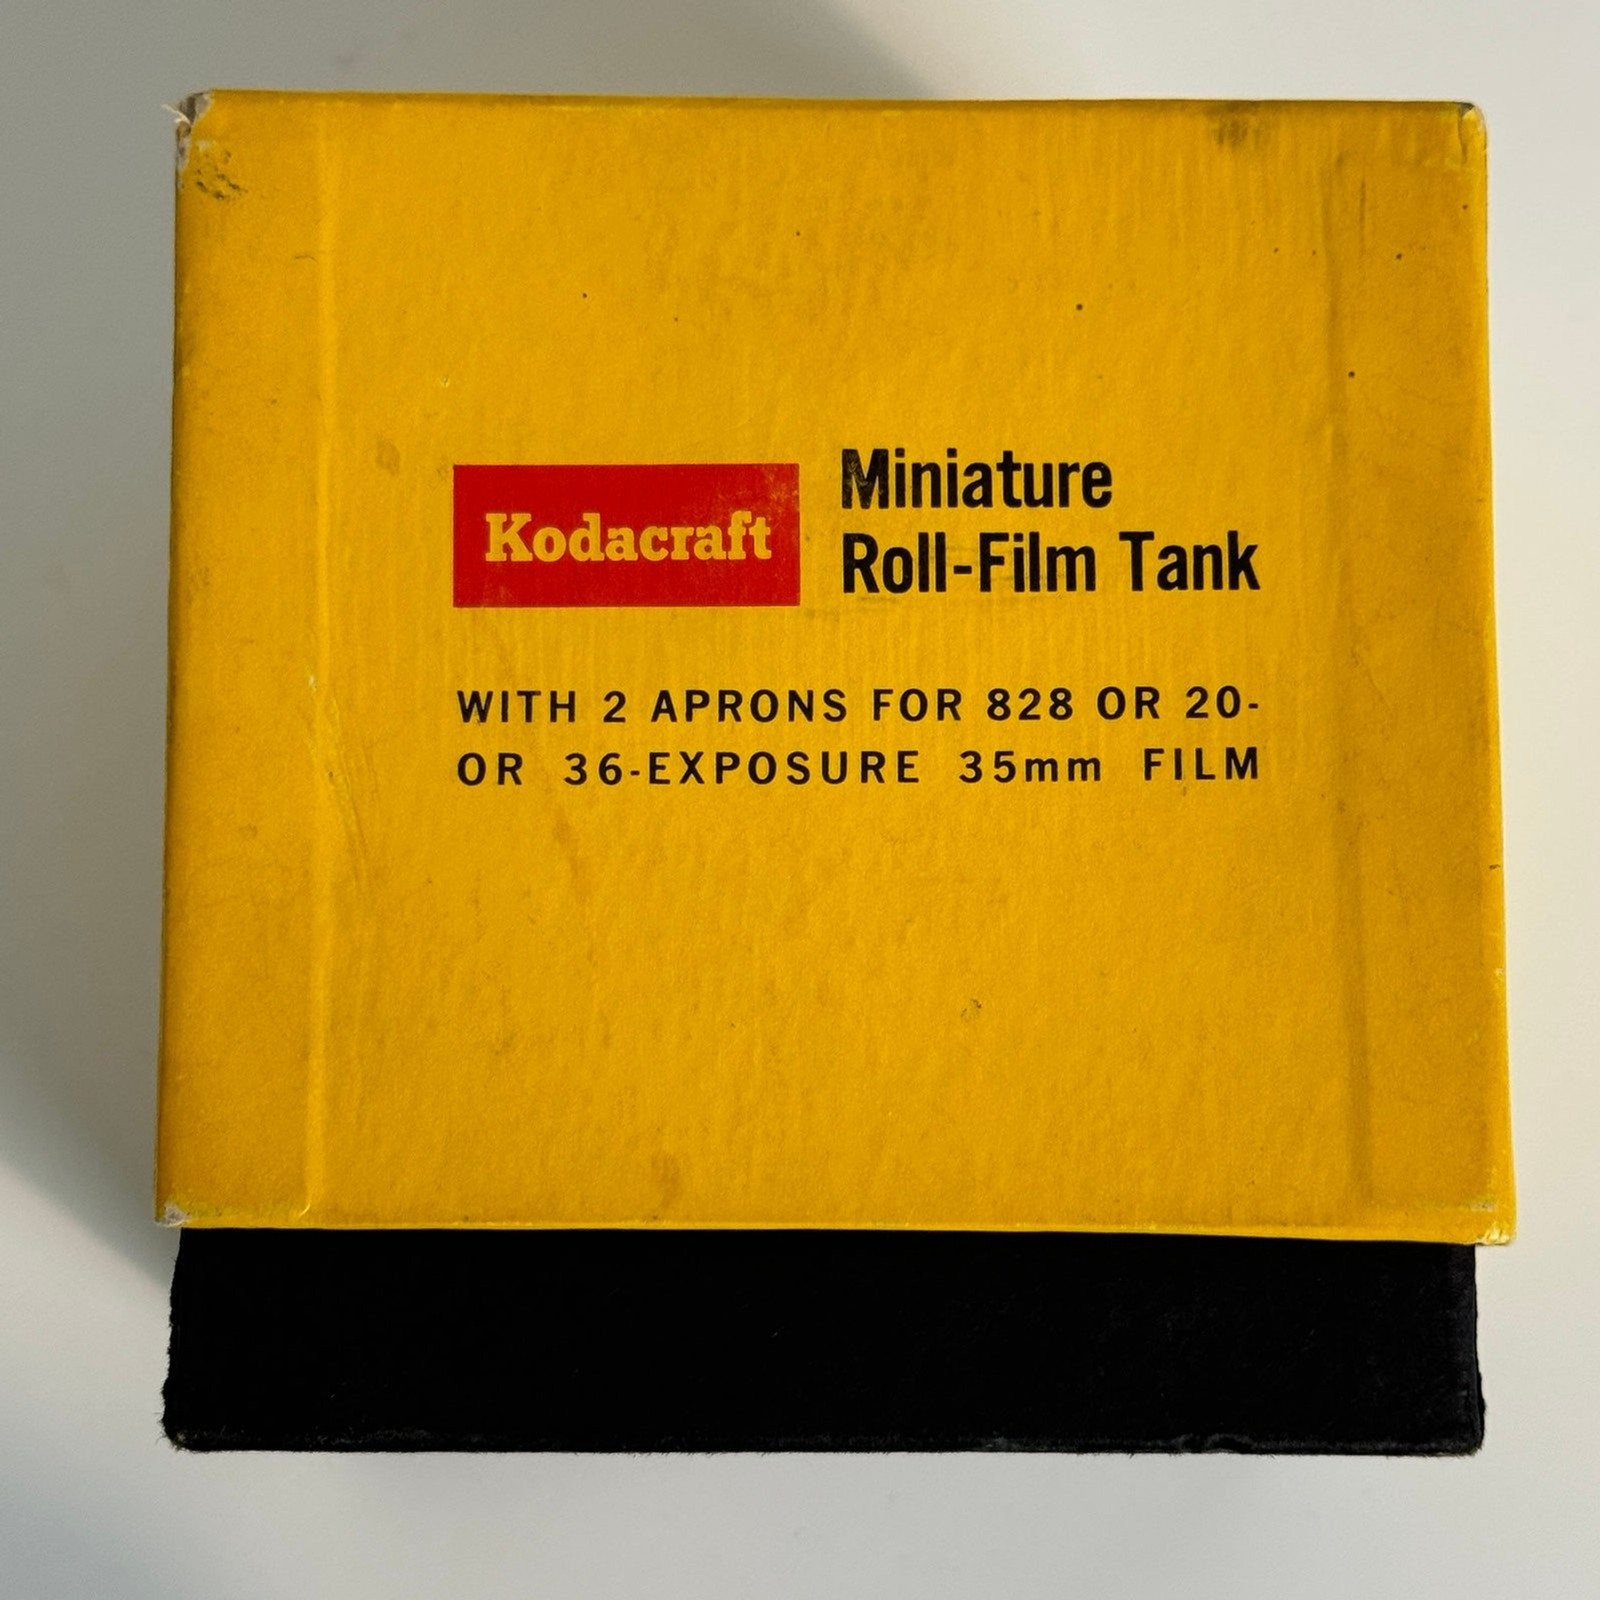 Kodacraft
Miniature
Roll-Film Tank
WITH 2 APRONS FOR 828 OR 20-
OR 36-EXPOSURE 35mm FILM